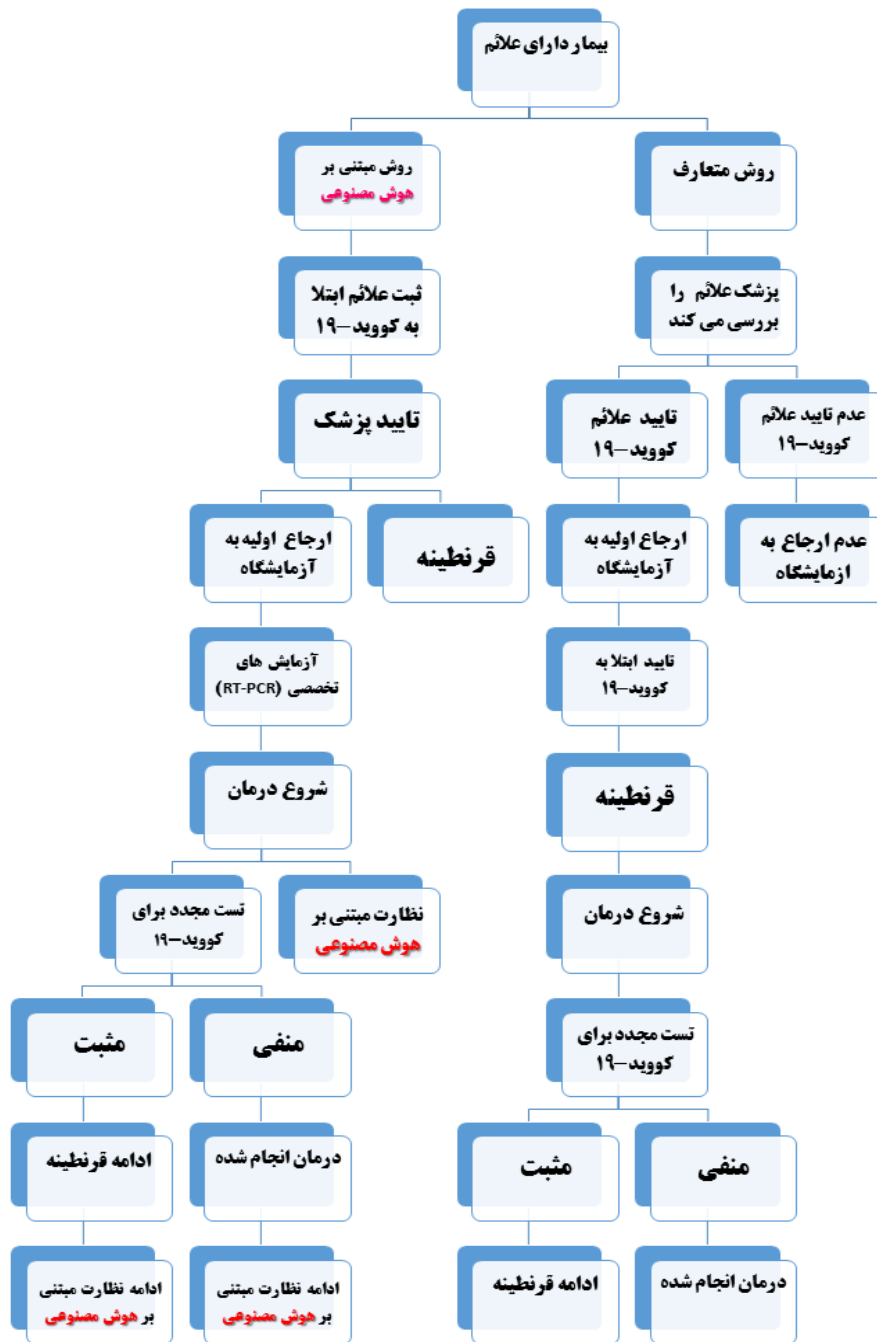 بیمار دارای علائم
روش متعارف
روش مبتنی بر
هوش مصنوعی
پزشک علائم را
بررسی می کند
ثبت علائم ابتلا
به کووید-۱۹
عدم تایید علائم
کووید-۱۹
تایید علائم
کووید-۱۹
تایید پزشک
عدم ارجاع به
ازمایشگاه
ارجاع اولیه به
آزمایشگاه
قرنطینه
ارجاع اولیه به
آزمایشگاه
تایید ابتلا به
کووید-۱۹
آزمایش های
تخصصی (RT-PCR)
قرنطینه
شروع درمان
شروع درمان
نظارت مبتنی بر
هوش مصنوعی
تست مجدد برای
کووید-۱۹
تست مجدد برای
کووید-۱۹
منفی
مثبت
منفی
مثبت
درمان انجام شده
ادامه قرنطینه
درمان انجام شده
ادامه قرنطینه
ادامه نظارت مبتنی
بر هوش مصنوعی
ادامه نظارت مبتنی
بر هوش مصنوعی